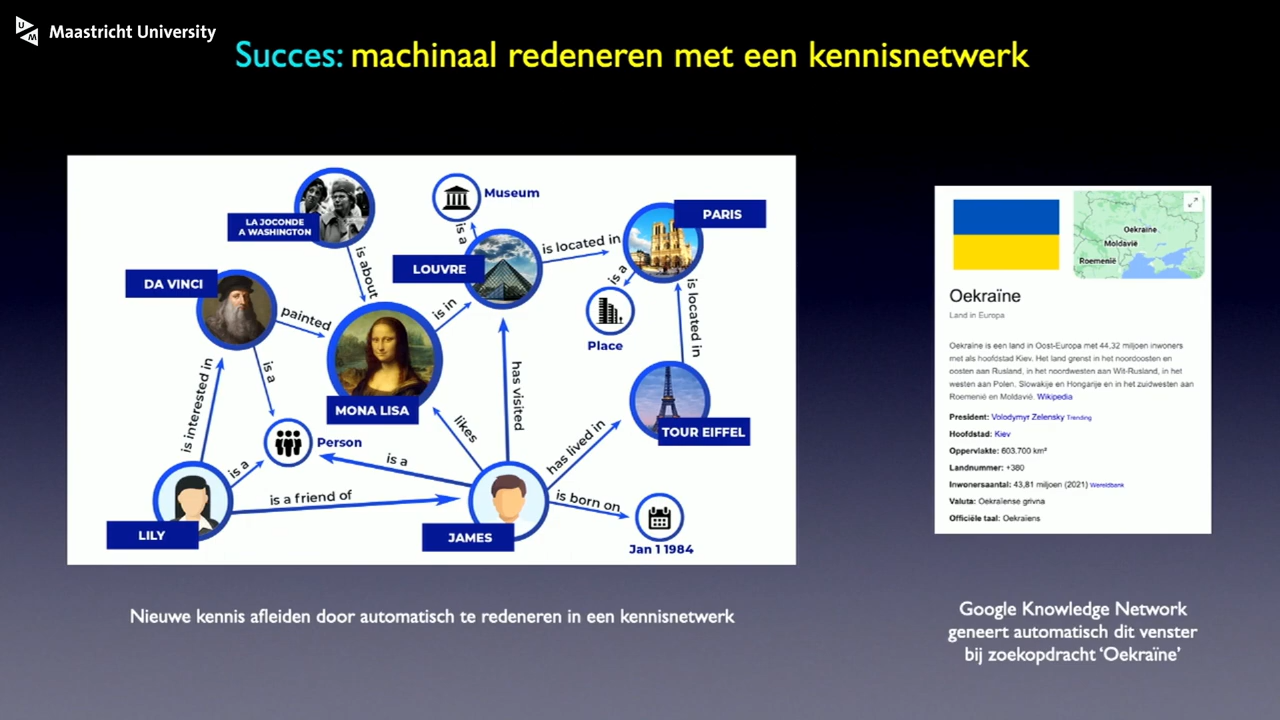 Maastricht University
Succes: machinaal redeneren met een kennisnetwerk
LA JOCONDE
A WASHINGTON
Museum
PARIS
is a
is located in
is about
LOUVRE
DA VINCI
is a
painted
is in
is located in
Place
is a
has visited
is interested in
MONA LISA
TOUR EIFFEL
likes
Person
has lived in
is a
is a
is a friend of
is born on
LILY
JAMES
Jan 1 1984
Nieuwe kennis afleiden door automatisch te redeneren in een kennisnetwerk
Oekraïne
Moldavië
Roemenië
Oekraïne
Land in Europa
Oekraïne is een land in Oost-Europa met 44,32 miljoen inwoners
met als hoofdstad Kiev. Het land grenst in het noordoosten en
oosten aan Rusland, in het noordwesten aan Wit-Rusland, in het
westen aan Polen, Slowakije en Hongarije en in het zuidwesten aan
Roemenië en Moldavië. Wikipedia
President: Volodymyr Zelensky Trending
Hoofdstad: Kiev
Oppervlakte: 603.700 km²
Landnummer: +380
Inwonersaantal: 43,81 miljoen (2021) Wereldbank
Valuta: Oekraïense grivna
Officiële taal: Oekraïens
Google Knowledge Network
geneert automatisch dit venster
bij zoekopdracht ‘Oekraïne’